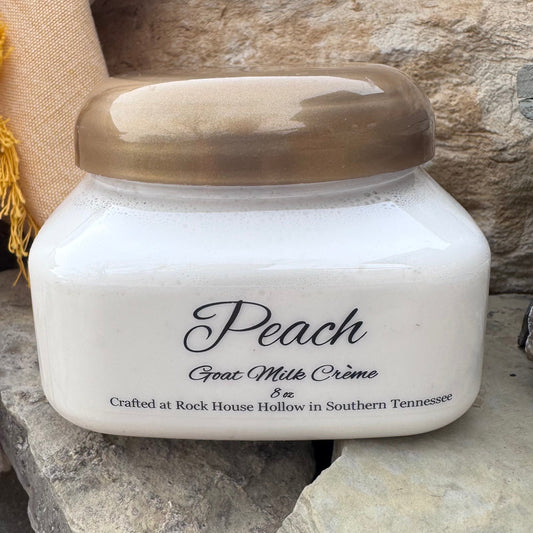 Peach
Goat Milk Crème
8 oz
Crafted at Rock House Hollow in Southern Tennessee